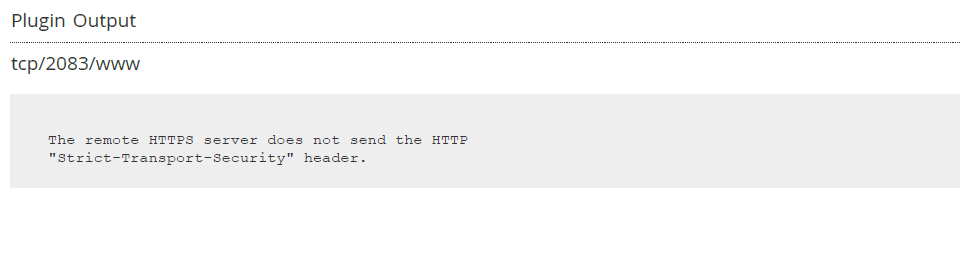 Plugin Output
tcp/2083/www
The remote HTTPS server does not send the HTTP
"Strict-Transport-Security" header.